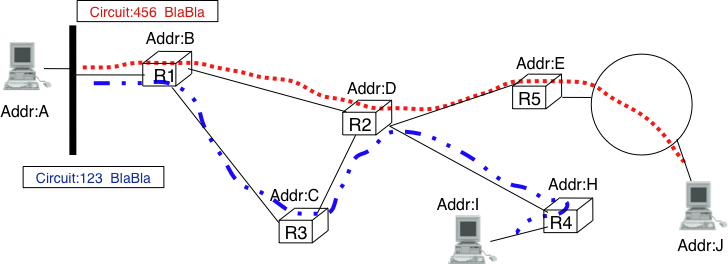 Circuit:456 BlaBla
Addr:B
R1
Addr:A
Addr:D
R2
Addr:E
R5
Circuit:123 BlaBla
Addr:C
R3
Addr:H
R4
Addr:I
Addr:J